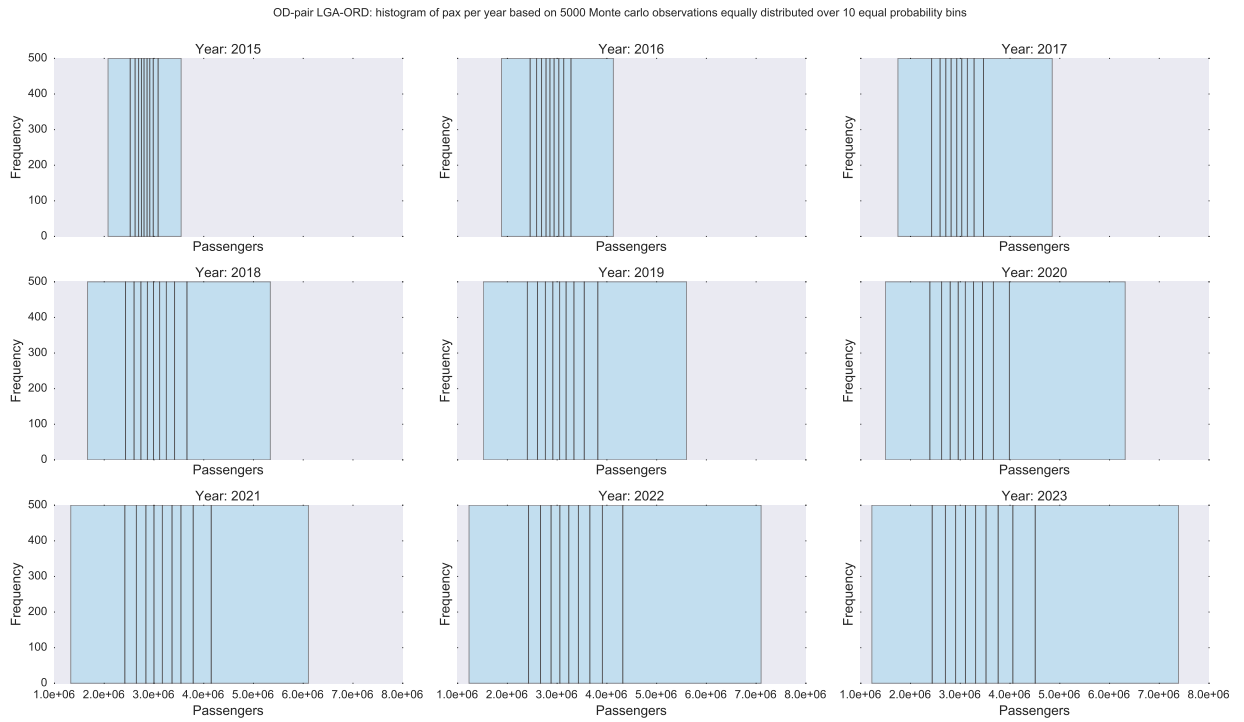 OD-pair LGA-ORD: histogram of pax per year based on 5000 Monte carlo observations equally distributed over 10 equal probability bins
Year: 2015
500
400
300
200
100
0
Frequency
Passengers
Year: 2016
Frequency
Passengers
Year: 2017
Frequency
Passengers
Year: 2018
500
400
300
200
100
0
Frequency
Passengers
Year: 2019
Frequency
Passengers
Year: 2020
Frequency
Passengers
Year: 2021
500
400
300
200
100
0
Frequency
1.0e+06 2.0e+06 3.0e+06 4.0e+06 5.0e+06 6.0e+06 7.0e+06 8.0e+06
Passengers
Year: 2022
Frequency
1.0e+06 2.0e+06 3.0e+06 4.0e+06 5.0e+06 6.0e+06 7.0e+06 8.0e+06
Passengers
Year: 2023
Frequency
1.0e+06 2.0e+06 3.0e+06 4.0e+06 5.0e+06 6.0e+06 7.0e+06 8.0e+06
Passengers